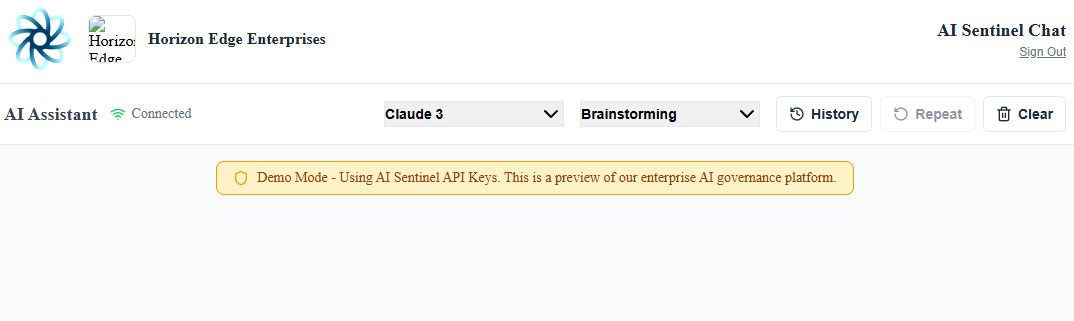 Horizon
Edge
Horizon Edge Enterprises
AI Sentinel Chat
Sign Out
AI Assistant
Connected
Claude 3
Brainstorming
History
Repeat
Clear
Demo Mode - Using AI Sentinel API Keys. This is a preview of our enterprise AI governance platform.